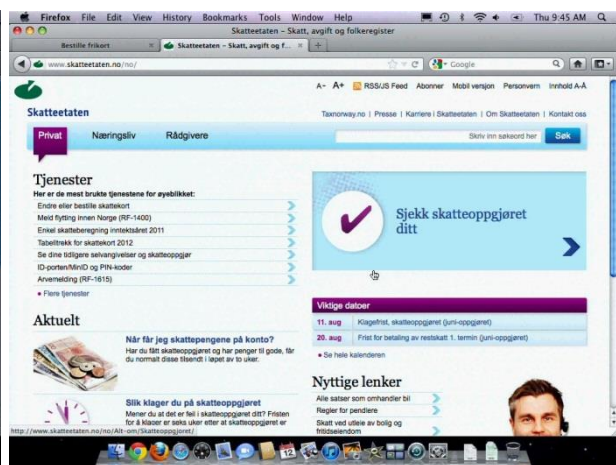 Firefox File Edit View History Bookmarks Tools Window Help Thu 9:45 AM
Skatteetaten – Skatt, avgift og folkeregister
Bestille frikort
Skatteetaten – Skatt, avgift og f...
www.skatteetaten.no/no/
Google
A- A+ RSS/JS Feed Abonner Mobil versjon Personvern Innhold A-Å
Skatteetaten
Taxnorway.no | Presse | Karriere i Skatteetaten | Om Skatteetaten | Kontakt oss
Privat Næringsliv Rådgivere
Skriv inn søkeord her Søk
Tjenester
Her er de mest brukte tjenestene for øyeblikket:
Endre eller bestille skattekort
Meld flytting innen Norge (RF-1400)
Enkel skatteberegning inntektsåret 2011
Tabelltrekk for skattekort 2012
Se dine tidligere selvangivelser og skatteoppgjør
ID-porten/MinID og PIN-koder
Arvemelding (RF-1615)
Flere tjenester
Sjekk skatteoppgjøret
ditt
Viktige datoer
11. aug Klagefrist, skatteoppgjøret (juni-oppgjøret)
20. aug Frist for betaling av restskatt 1. termin (juni-oppgjøret)
Se hele kalenderen
Aktuelt
Når får jeg skattepengene på konto?
Har du fått skatteoppgjøret og har penger til gode, får
du normalt disse tilsendt i løpet av to uker.
Slik klager du på skatteoppgjøret
Mener du at det er feil i skatteoppgjøret ditt? Fristen
for å klage er seks uker etter at skatteoppgjøret er
Nyttige lenker
Alle satser som omhandler bil
Regler for pendlere
Skatt ved utleie av bolig og
fritidseiendom
http://www.skatteetaten.no/no/Alt-om/Skatteoppgjoret/